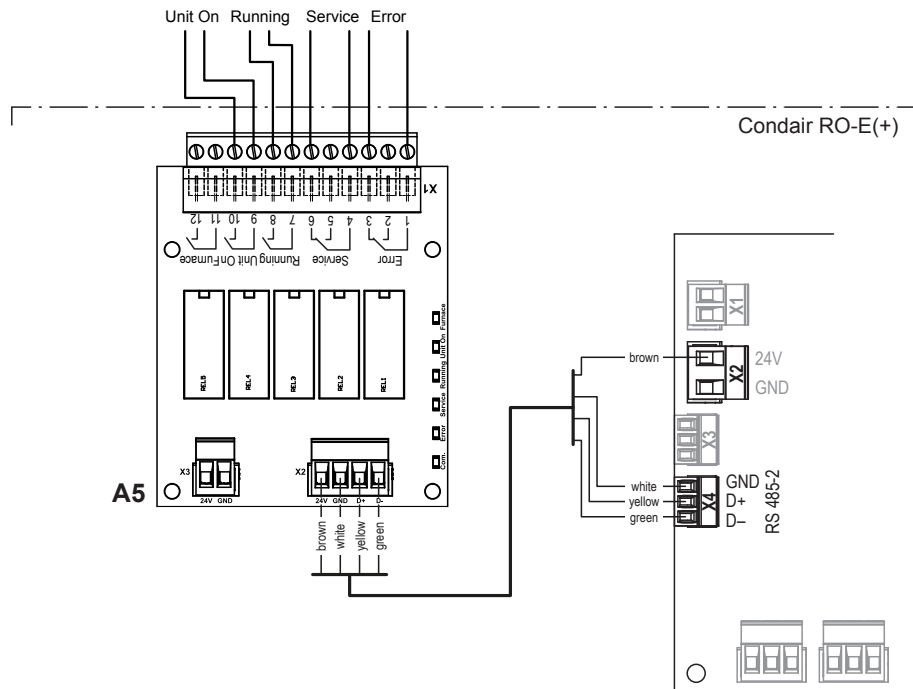 Unit On Running Service Error
Condair RO-E(+)
X1
12 11 10 9 8 7 6 5 4 3 2 1
Furnace Unit On Running Service Error
Furnace
Unit On
Running
Service
Error
Com.
REL5 REL4 REL3 REL2 REL1
X3
24V GND
X2
24V GND D+ D-
A5
brown
white
yellow
green
X1
brown
X2
24V
GND
X3
white
yellow
green
X4
GND
D+
D–
RS 485-2